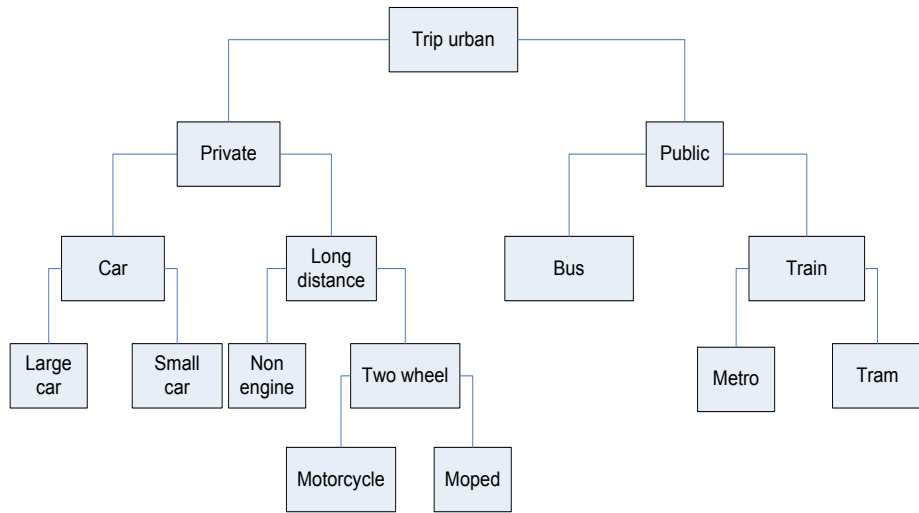 Trip urban
Private
Public
Car
Long
distance
Bus
Train
Large
car
Small
car
Non
engine
Two wheel
Metro
Tram
Motorcycle
Moped